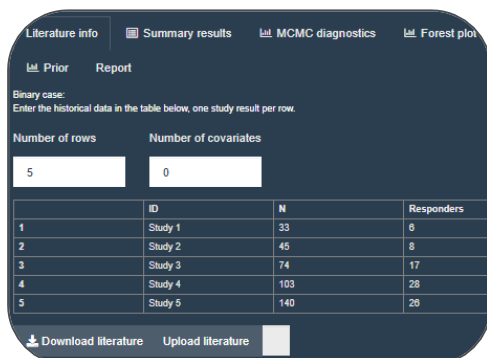 Literature info Summary results MCMC diagnostics Forest plot
Prior Report
Binary case:
Enter the historical data in the table below, one study result per row.
Number of rows Number of covariates
5 0
ID N Responders
1 Study 1 33 6
2 Study 2 45 8
3 Study 3 74 17
4 Study 4 103 28
5 Study 5 140 26
Download literature Upload literature